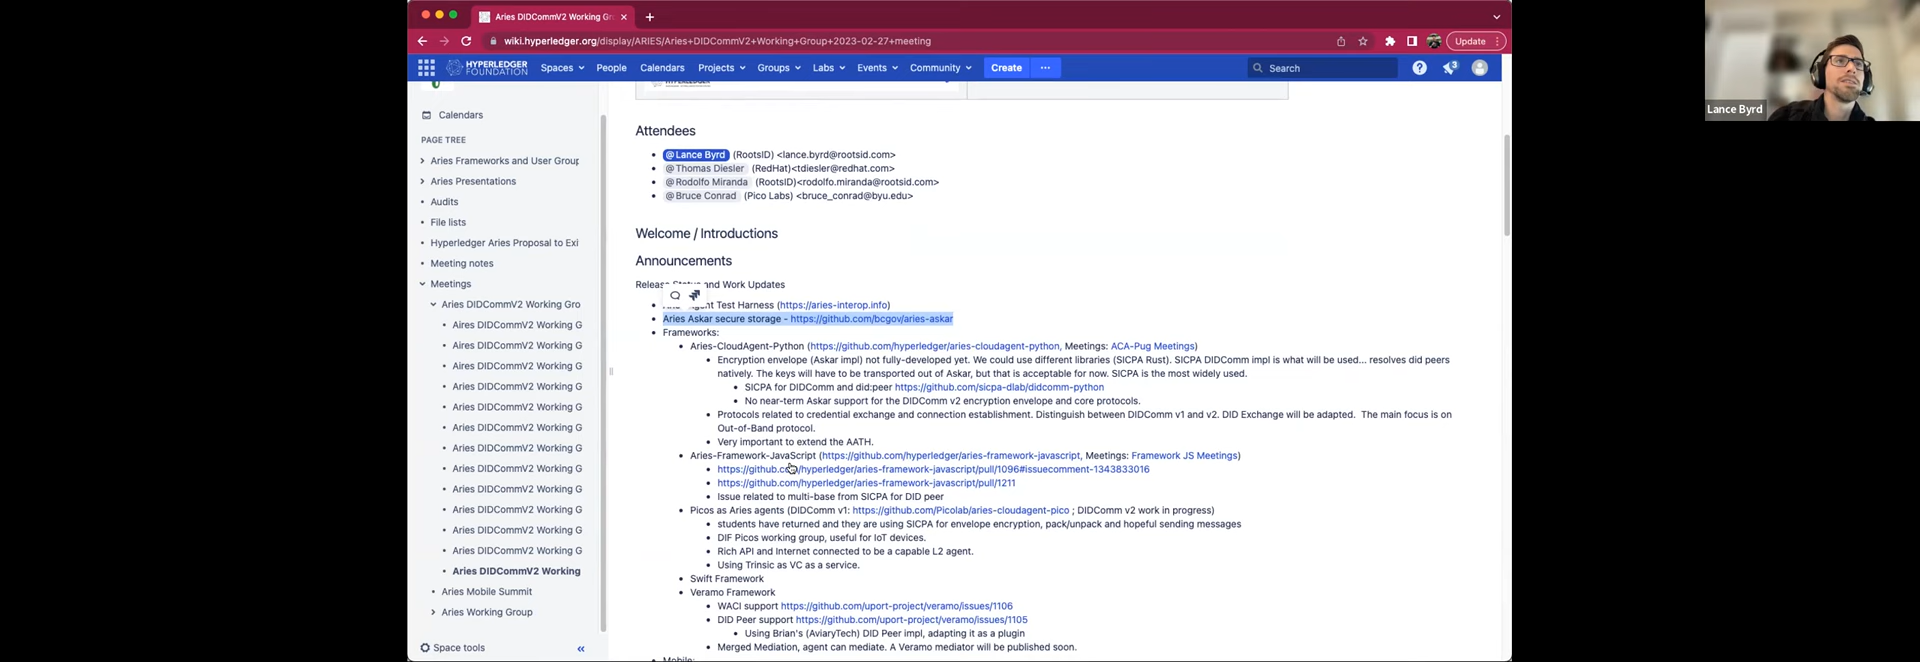 Aries DIDCommV2 Working Gr
wiki.hyperledger.org/display/ARIES/Aries+DIDCommV2+Working+Group+2023-02-27+meeting
Update
HYPERLEDGER
FOUNDATION
Spaces
People
Calendars
Projects
Groups
Labs
Events
Community
Create
Search
3
Calendars
PAGE TREE
Aries Frameworks and User Group
Aries Presentations
Audits
File lists
Hyperledger Aries Proposal to Exi
Meeting notes
Meetings
Aries DIDCommV2 Working Gro
Aries DIDCommV2 Working G
Aries DIDCommV2 Working G
Aries DIDCommV2 Working G
Aries DIDCommV2 Working G
Aries DIDCommV2 Working G
Aries DIDCommV2 Working G
Aries DIDCommV2 Working G
Aries DIDCommV2 Working G
Aries DIDCommV2 Working G
Aries DIDCommV2 Working G
Aries DIDCommV2 Working G
Aries DIDCommV2 Working G
Aries DIDCommV2 Working
Aries Mobile Summit
Aries Working Group
Space tools
Attendees
@Lance Byrd (RootsID) <lance.byrd@rootsid.com>
@Thomas Diesler (RedHat)<tdiesler@redhat.com>
@Rodolfo Miranda (RootsID)<rodolfo.miranda@rootsid.com>
@Bruce Conrad (Pico Labs) <bruce_conrad@byu.edu>
Welcome / Introductions
Announcements
Release Status and Work Updates
Agent Test Harness (https://aries-interop.info)
Aries Askar secure storage - https://github.com/bcgov/aries-askar
Frameworks:
Aries-CloudAgent-Python (https://github.com/hyperledger/aries-cloudagent-python, Meetings: ACA-Pug Meetings)
Encryption envelope (Askar impl) not fully-developed yet. We could use different libraries (SICPA Rust). SICPA DIDComm impl is what will be used... resolves did peers
natively. The keys will have to be transported out of Askar, but that is acceptable for now. SICPA is the most widely used.
SICPA for DIDComm and did:peer https://github.com/sicpa-dlab/didcomm-python
No near-term Askar support for the DIDComm v2 encryption envelope and core protocols.
Protocols related to credential exchange and connection establishment. Distinguish between DIDComm v1 and v2. DID Exchange will be adapted. The main focus is on
Out-of-Band protocol.
Very important to extend the AATH.
Aries-Framework-JavaScript (https://github.com/hyperledger/aries-framework-javascript, Meetings: Framework JS Meetings)
https://github.com/hyperledger/aries-framework-javascript/pull/1096#issuecomment-1343833016
https://github.com/hyperledger/aries-framework-javascript/pull/1211
Issue related to multi-base from SICPA for DID peer
Picos as Aries agents (DIDComm v1: https://github.com/Picolab/aries-cloudagent-pico ; DIDComm v2 work in progress)
students have returned and they are using SICPA for envelope encryption, pack/unpack and hopeful sending messages
DIF Picos working group, useful for IoT devices.
Rich API and Internet connected to be a capable L2 agent.
Using Trinsic as VC as a service.
Swift Framework
Veramo Framework
WACI support https://github.com/uport-project/veramo/issues/1106
DID Peer support https://github.com/uport-project/veramo/issues/1105
Using Brian's (AviaryTech) DID Peer impl, adapting it as a plugin
Merged Mediation, agent can mediate. A Veramo mediator will be published soon.
Mobile:
Lance Byrd